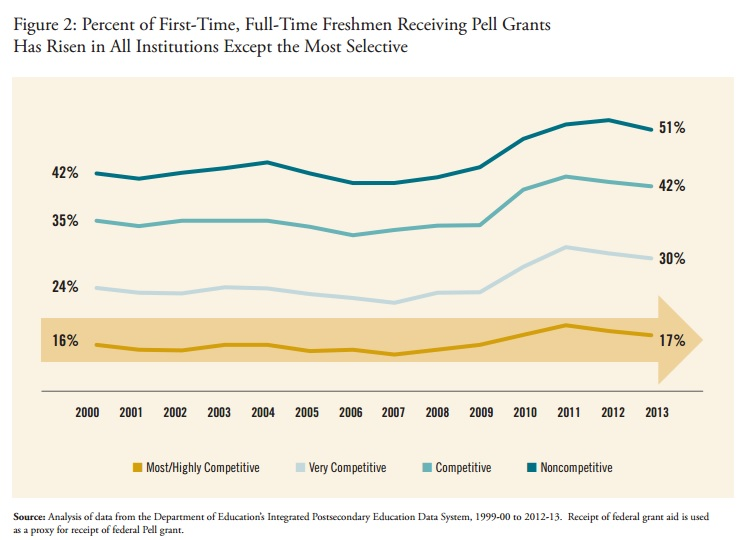 Figure 2: Percent of First-Time, Full-Time Freshmen Receiving Pell Grants
Has Risen in All Institutions Except the Most Selective
51%
42%
42%
35%
30%
24%
16%
17%
2000 2001 2002 2003 2004 2005 2006 2007 2008 2009 2010 2011 2012 2013
Most/Highly Competitive Very Competitive Competitive Noncompetitive
Source: Analysis of data from the Department of Education's Integrated Postsecondary Education Data System, 1999-00 to 2012-13. Receipt of federal grant aid is used
as a proxy for receipt of federal Pell grant.